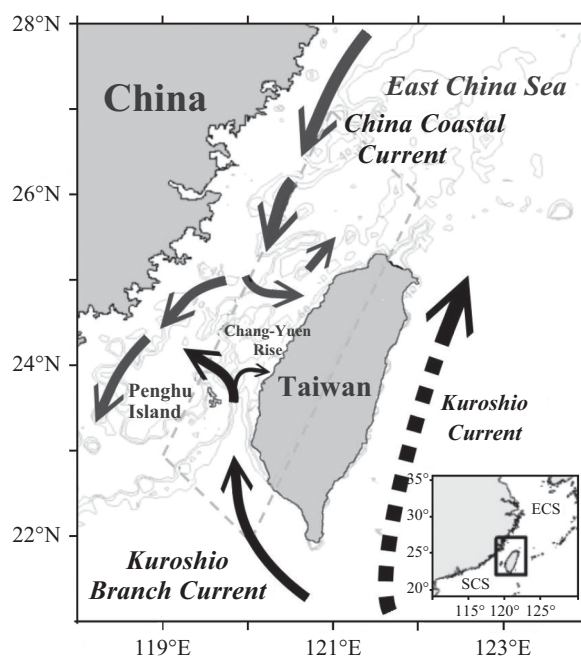 28°N
China
East China Sea
China Coastal
Current
26°N
Chang-Yuen
Rise
24°N
Penghu
Island
Taiwan
Kuroshio
Current
22°N
Kuroshio
Branch Current
35°
30°
25°
20°
ECS
SCS
115°
120°
125°
119°E
121°E
123°E